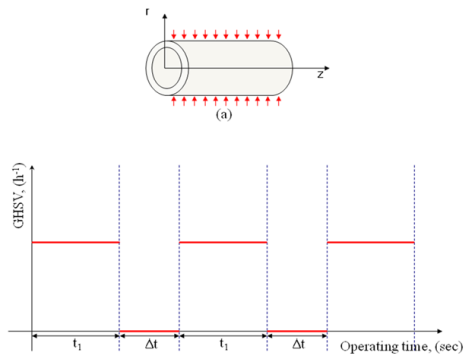 r
z
(a)
GHSV, (h⁻¹)
t₁ Δt t₁ Δt Operating time, (sec)